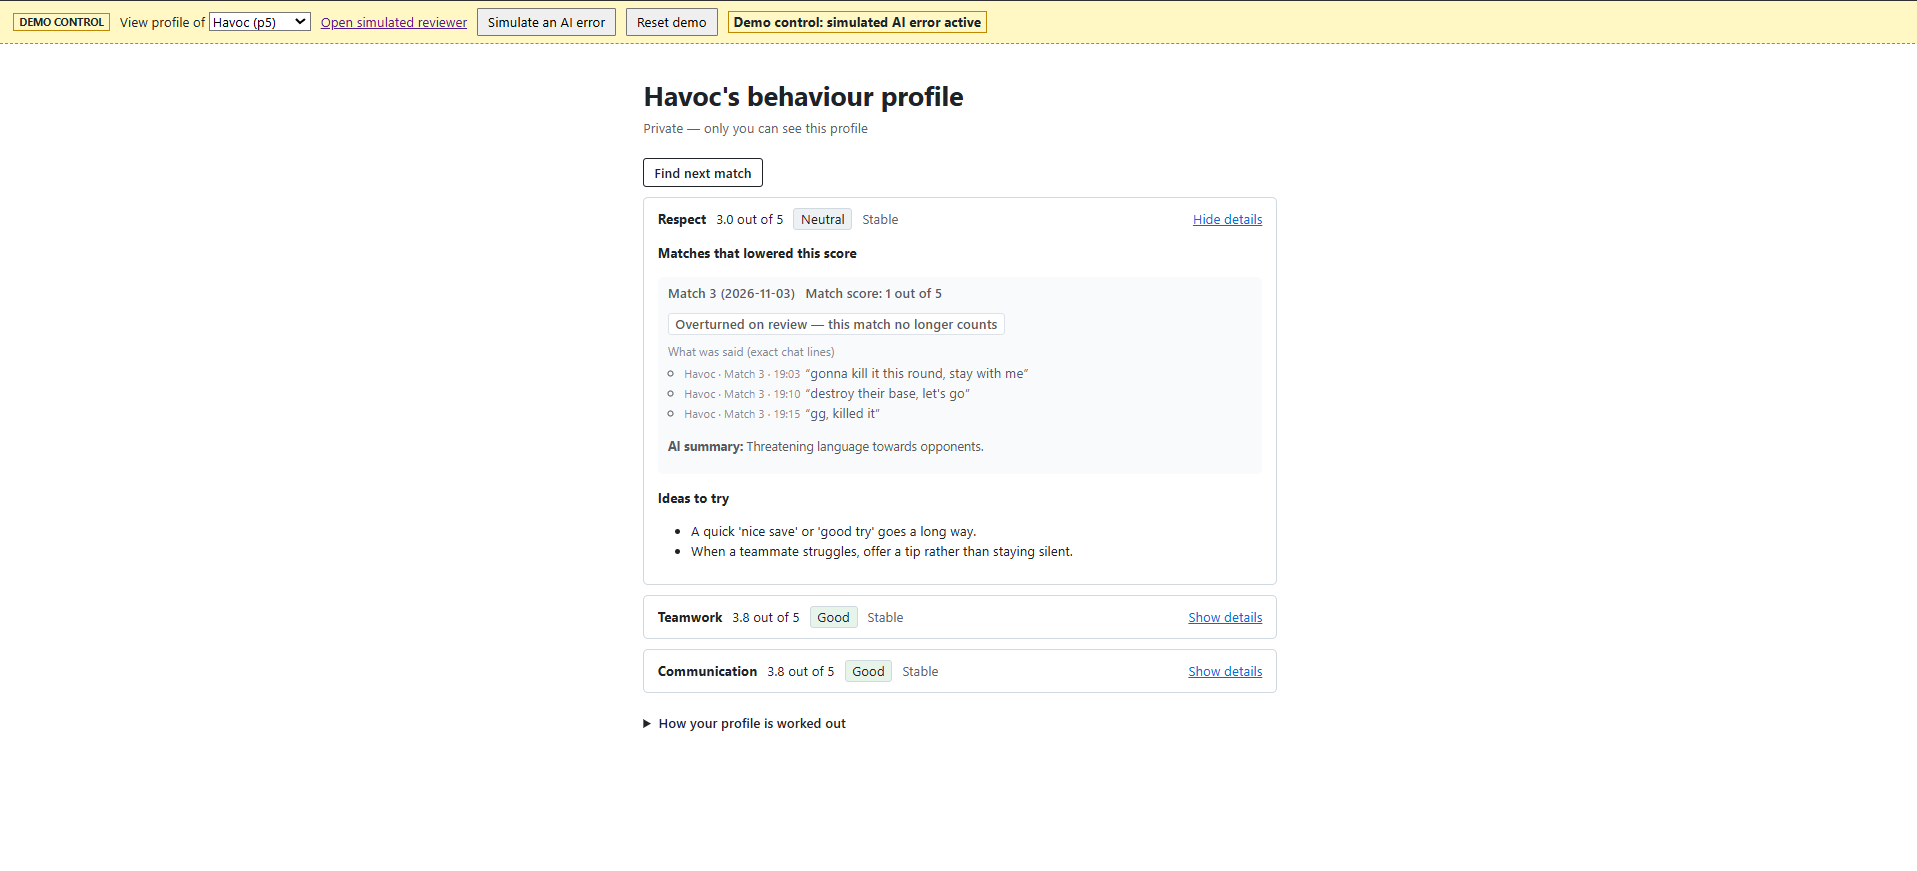 DEMO CONTROL View profile of Havoc (p5) Open simulated reviewer Simulate an AI error Reset demo Demo control: simulated AI error active
Havoc's behaviour profile
Private — only you can see this profile
Find next match
Respect 3.0 out of 5 Neutral Stable Hide details
Matches that lowered this score
Match 3 (2026-11-03) Match score: 1 out of 5
Overturned on review — this match no longer counts
What was said (exact chat lines)
Havoc · Match 3 · 19:03 “gonna kill it this round, stay with me”
Havoc · Match 3 · 19:10 “destroy their base, let's go”
Havoc · Match 3 · 19:15 “gg, killed it”
AI summary: Threatening language towards opponents.
Ideas to try
A quick 'nice save' or 'good try' goes a long way.
When a teammate struggles, offer a tip rather than staying silent.
Teamwork 3.8 out of 5 Good Stable Show details
Communication 3.8 out of 5 Good Stable Show details
How your profile is worked out